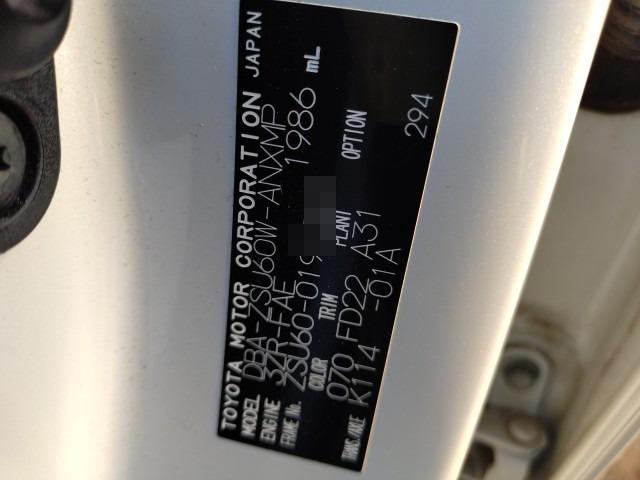 TOYOTA MOTOR CORPORATION JAPAN
MODEL DBA-ZSU60W-ANXMP
ENGINE 3ZR-FAE 1986 mL
FRAME No. ZSU60-019
COLOR TRIM PLANT OPTION
070 FD22 A31
TRANS./AXLE K114 -01A 294